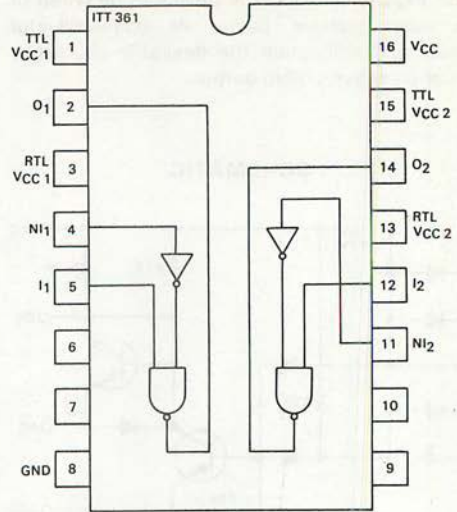 ITT 361
TTL
VCC 1
1
O1
2
RTL
VCC 1
3
NI1
4
I1
5
6
7
GND
8
16
VCC
15
TTL
VCC 2
14
O2
13
RTL
VCC 2
12
I2
11
NI2
10
9